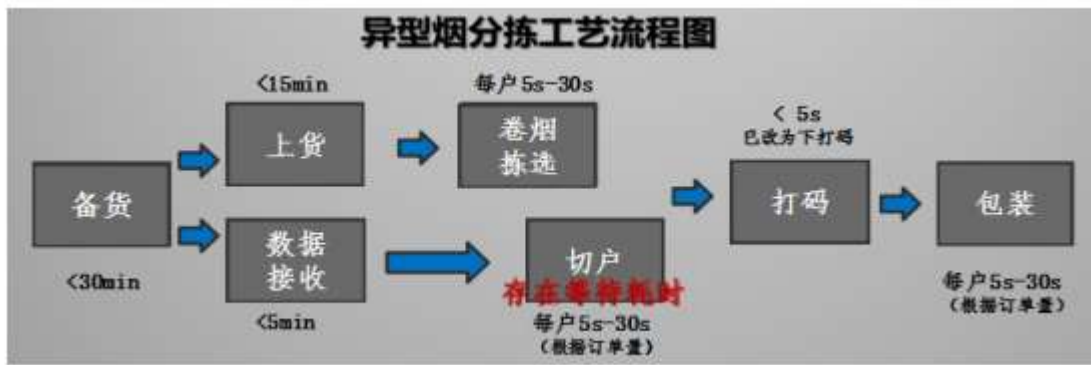 异型烟分拣工艺流程图
<15min
每户5s-30s
< 5s
已改为下打码
上货
卷烟
拣选
备货
打码
包装
数据
接收
切户
存在等待耗时
<30min
<5min
每户5s-30s
（根据订单量）
每户5s-30s
（根据订单量）